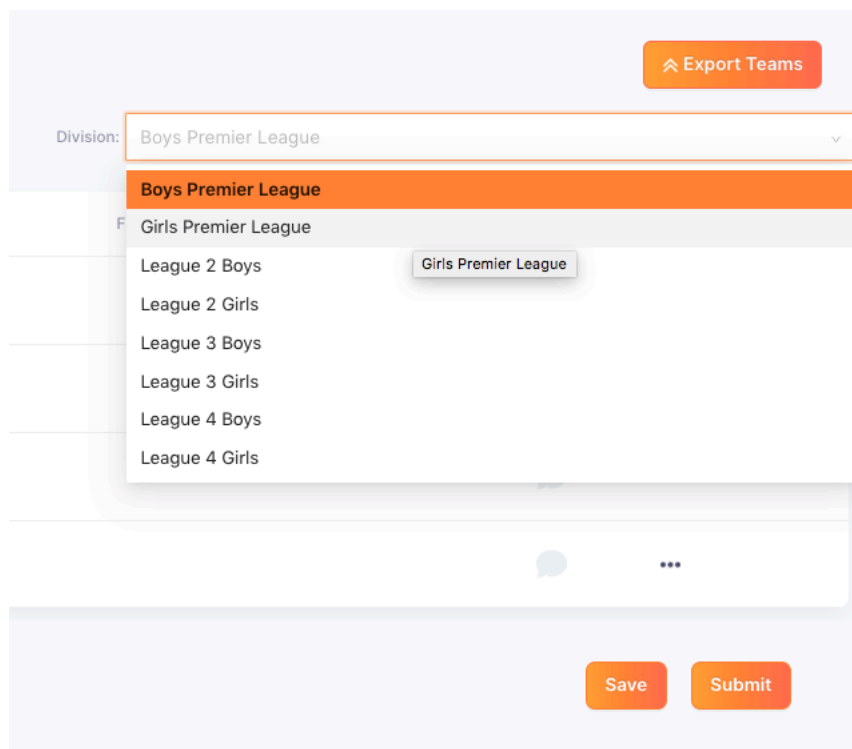 Export Teams
Division:
Boys Premier League
Boys Premier League
F
Girls Premier League
League 2 Boys
Girls Premier League
League 2 Girls
League 3 Boys
League 3 Girls
League 4 Boys
League 4 Girls
Save
Submit